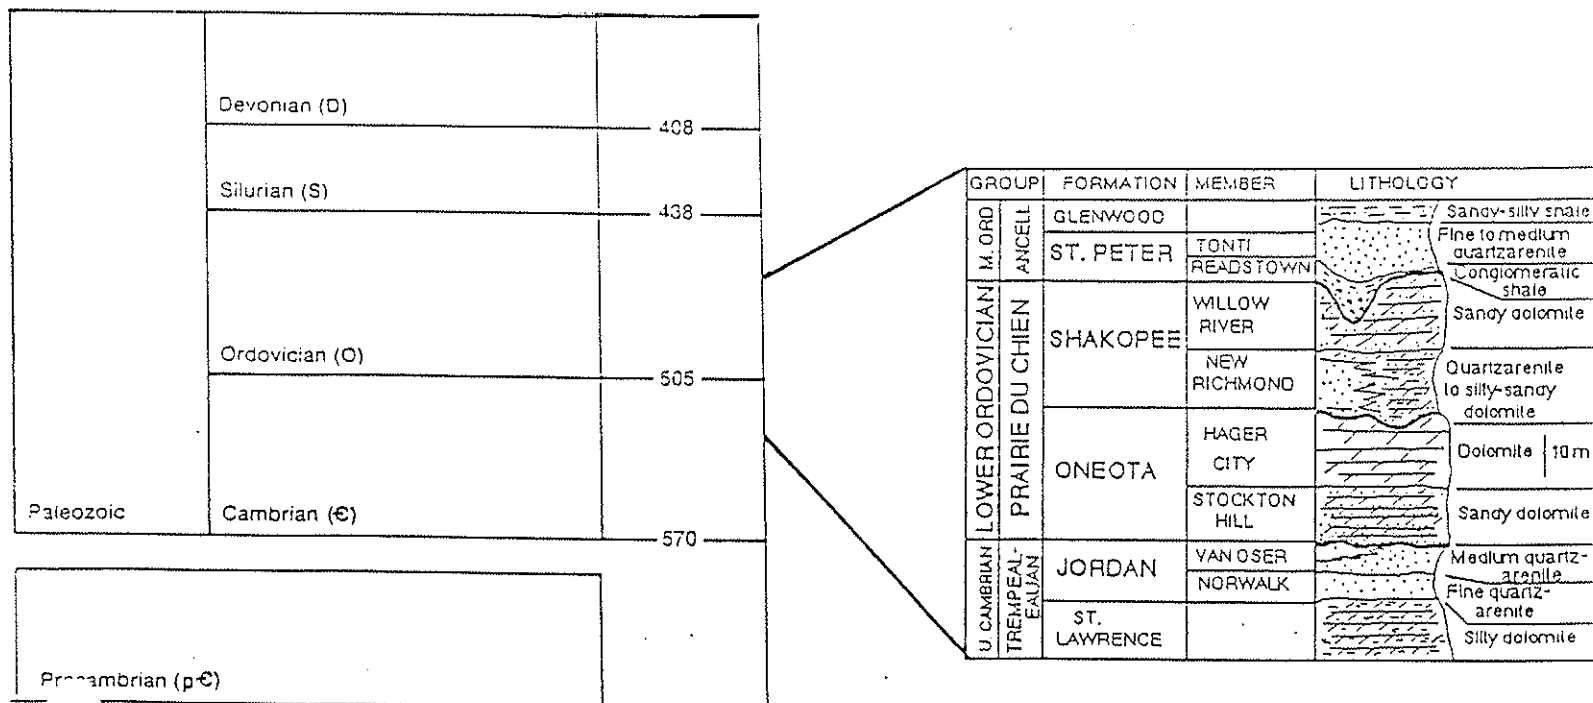 Devonian (D)
408
Silurian (S)
438
Ordovician (O)
505
Paleozoic
Cambrian (Є)
570
Precambrian (pЄ)
GROUP FORMATION MEMBER LITHOLOGY
M. ORD
ANCELL
GLENWOOD
Sandy-silty shale
ST. PETER
TONTI
Fine to medium
quartzarenite
READSTOWN
Conglomeratic
shale
LOWER ORDOVICIAN
PRAIRIE DU CHIEN
SHAKOPEE
WILLOW
RIVER
Sandy dolomite
NEW
RICHMOND
Quartzarenite
to silty-sandy
dolomite
ONEOTA
HAGER
CITY
Dolomite 10 m
STOCKTON
HILL
Sandy dolomite
U. CAMBRIAN
TREMPEAL-
EAUAN
JORDAN
VAN OSER
Medium quartz-
arenite
NORWALK
Fine quartz-
arenite
ST.
LAWRENCE
Silty dolomite